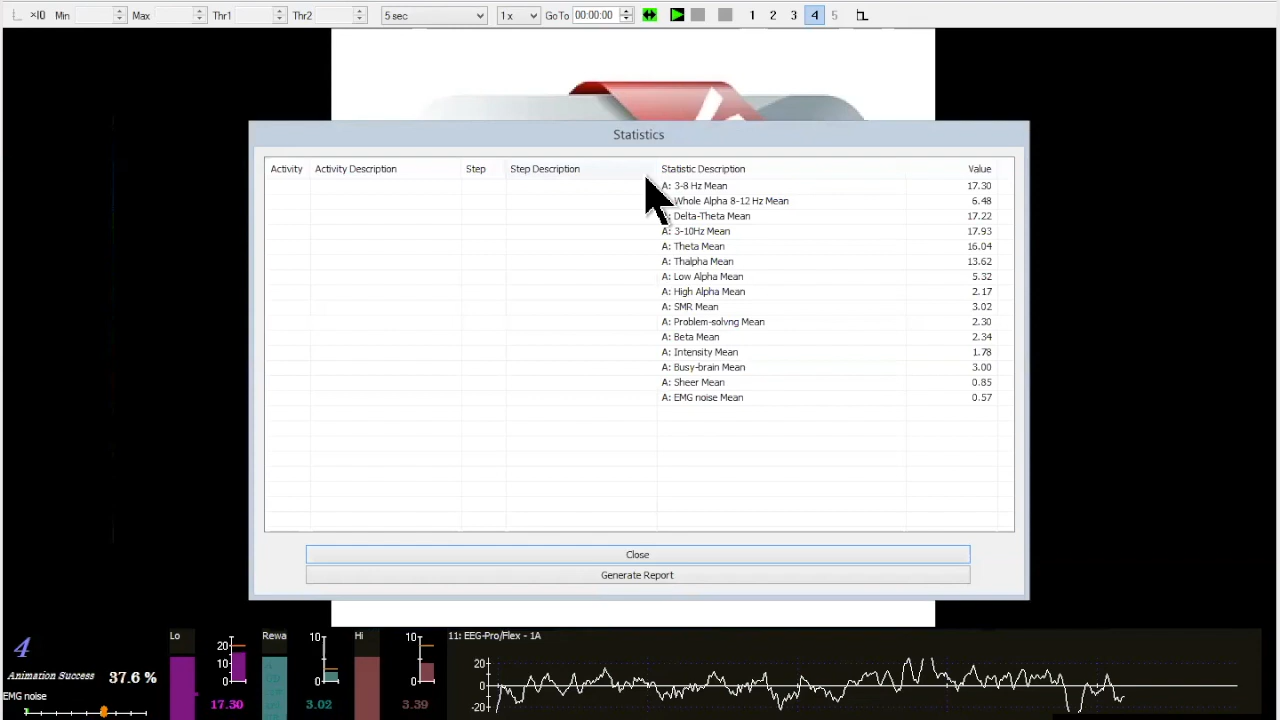 ×10 Min Max Thr1 Thr2 5 sec 1x GoTo 00:00:00 1 2 3 4 5
Statistics
Activity Activity Description Step Step Description Statistic Description Value
A: 3-8 Hz Mean 17.30
Whole Alpha 8-12 Hz Mean 6.48
Delta-Theta Mean 17.22
A: 3-10Hz Mean 17.93
A: Theta Mean 16.04
A: Thalpha Mean 13.62
A: Low Alpha Mean 5.32
A: High Alpha Mean 2.17
A: SMR Mean 3.02
A: Problem-solvng Mean 2.30
A: Beta Mean 2.34
A: Intensity Mean 1.78
A: Busy-brain Mean 3.00
A: Sheer Mean 0.85
A: EMG noise Mean 0.57
Close
Generate Report
4
Animation Success 37.6 %
EMG noise
Lo
20
10
0
17.30
Rewa
10
0
3.02
Hi
10
0
3.39
11: EEG-Pro/Flex - 1A
20
0
-20